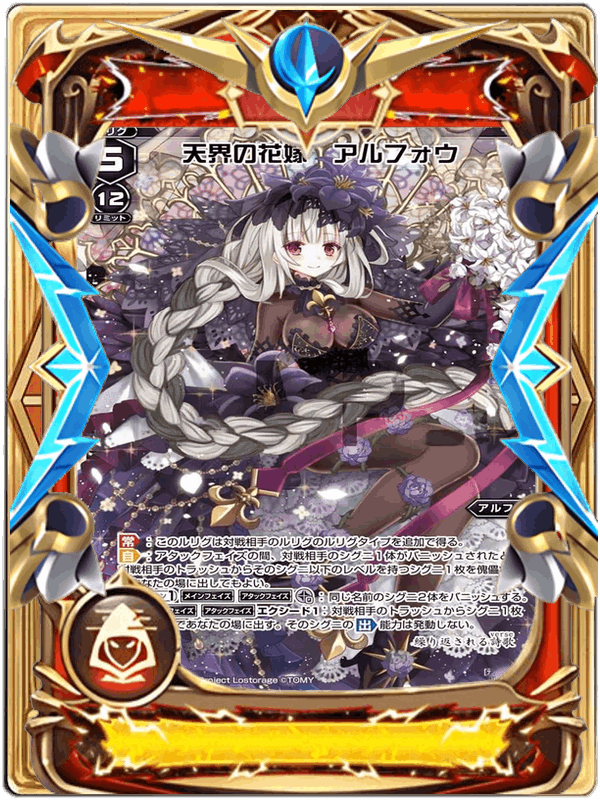 リグ
5
天界の花嫁 アルフォウ
12
リミット
アルフ
常：このルリグは対戦相手のルリグのルリグタイプを追加で得る。
自：アタックフェイズの間、対戦相手のシグニ1体がバニッシュされたと
対戦相手のトラッシュからそのシグニ以下のレベルを持つシグニ1枚を傀儡
なたの場に出してもよい。
1 メインフェイズ アタックフェイズ ：同じ名前のシグニ2体をバニッシュする。
フェイズ アタックフェイズ エクシード1：対戦相手のトラッシュからシグニ1枚
であなたの場に出す。そのシグニの 出 能力は発動しない。
verse
繰り返される詩歌
roject Lostorage ©TOMY